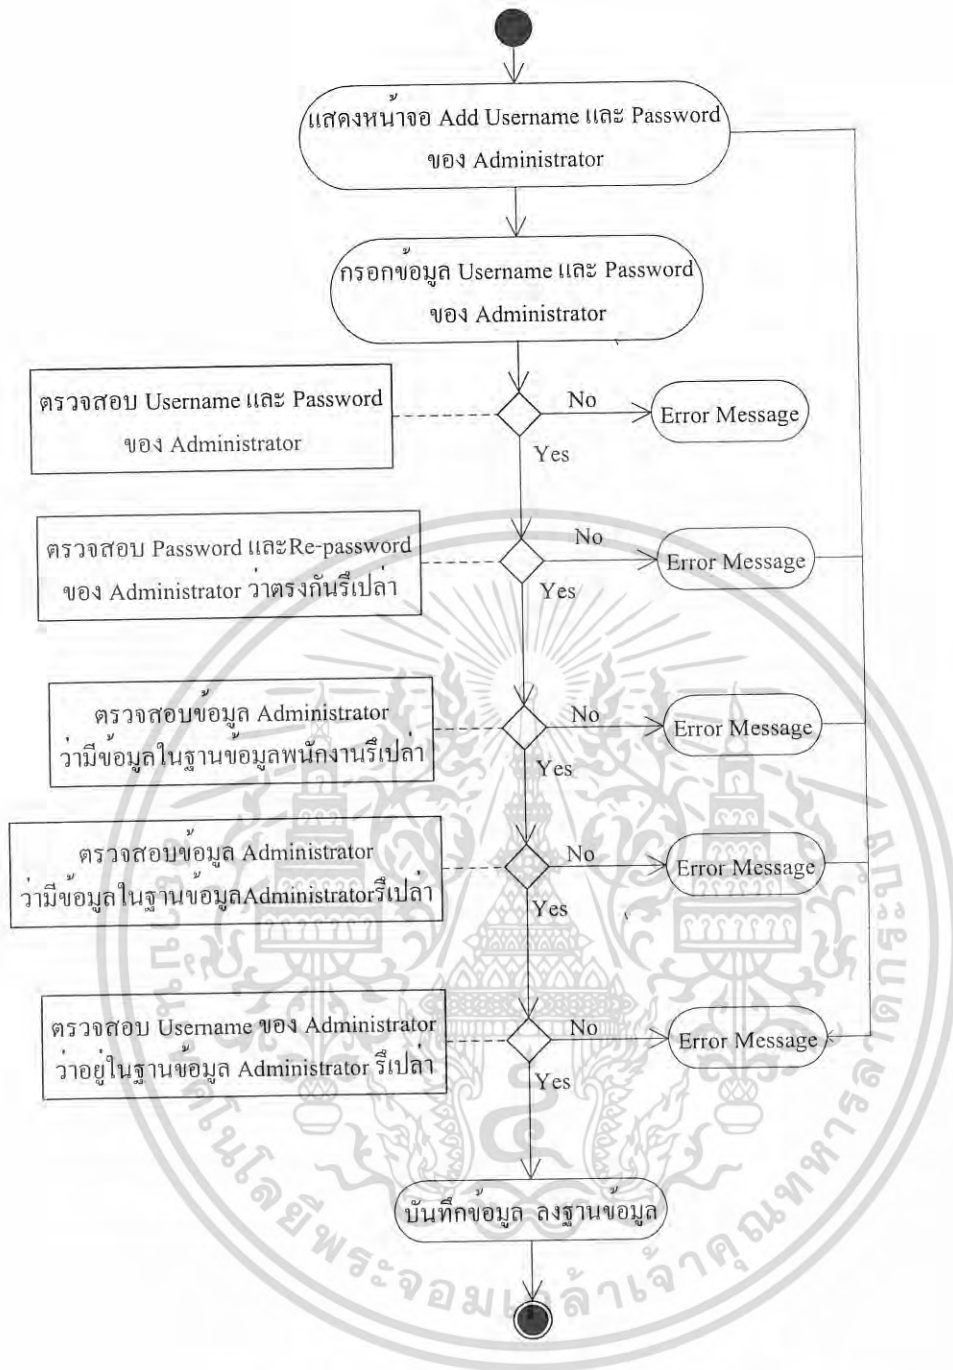 แสดงหน้าจอ Add Username และ Password
ของ Administrator
กรอกข้อมูล Username และ Password
ของ Administrator
ตรวจสอบ Username และ Password
ของ Administrator
No
Error Message
Yes
ตรวจสอบ Password และRe-password
ของ Administrator ว่าตรงกันรึเปล่า
No
Error Message
Yes
ตรวจสอบข้อมูล Administrator
ว่ามีข้อมูลในฐานข้อมูลพนักงานรึเปล่า
No
Error Message
Yes
ตรวจสอบข้อมูล Administrator
ว่ามีข้อมูลในฐานข้อมูลAdministratorรึเปล่า
No
Error Message
Yes
ตรวจสอบ Username ของ Administrator
ว่าอยู่ในฐานข้อมูล Administrator รึเปล่า
No
Error Message
Yes
บันทึกข้อมูล ลงฐานข้อมูล